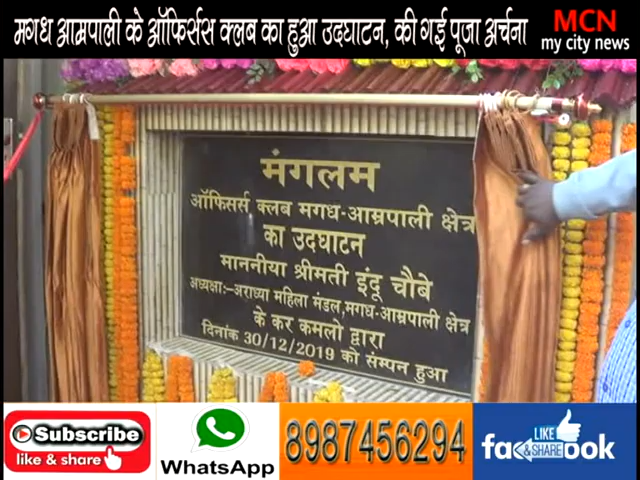 मगध आम्रपाली के ऑफिर्सस क्लब का हुआ उदघाटन, की गई पूजा अर्चना
MCN
my city news
मंगलम
ऑफिसर्स क्लब मगध-आम्रपाली क्षेत्र
का उदघाटन
माननीया श्रीमती इंदू चौबे
अध्यक्षा:–अराध्या महिला मंडल,मगध-आम्रपाली क्षेत्र
के कर कमलो द्वारा
दिनांक 30/12/2019 को संम्पन हुआ
Subscribe
like & share
WhatsApp
8987456294
facebook
LIKE
& SHARE